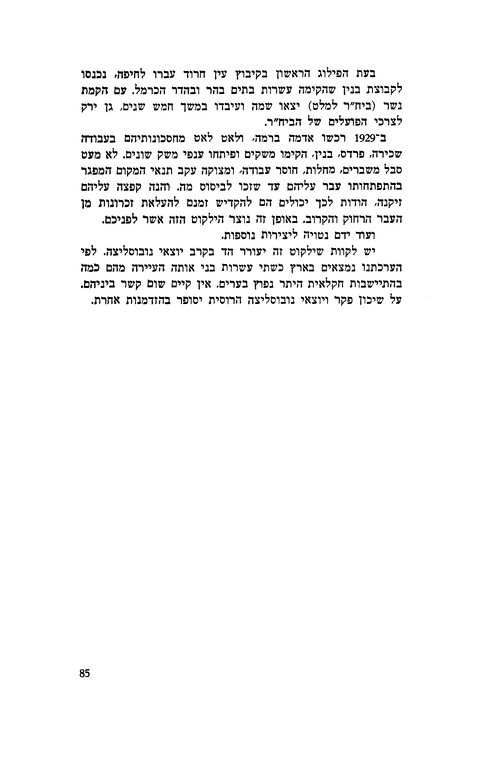 בעת הפילוג הראשון בקיבוץ עין חרוד עברו לחיפה, נכנסו
לקבוצת בנין שהקימה עשרות בתים בהר ובהדר הכרמל. עם הקמת
נשר (ביח״ר למלט) יצאו שמה ועיבדו במשך חמש שנים, גן ירק
לצרכי הפועלים של הביח״ר.
ב־1929 רכשו אדמה ברמה, ולאט לאט מחסכונותיהם בעבודה
שכירה, פרדס, בנין, הקימו משקים ופיתחו ענפי משק שונים. לא מעט
סבל משברים, מחלות, חוסר עבודה, ומצוקה עקב תנאי המקום המפגר
בהתפתחותו עבר עליהם עד שזכו לביסוס מה. והנה קפצה עליהם
זיקנה, הודות לכך יכולים הם להקדיש זמנם להעלאת זכרונות מן
העבר הרחוק והקרוב. באופן זה נוצר הילקוט הזה אשר לפניכם.
ועוד ידם נטויה ליצירות נוספות.
יש לקוות שילקוט זה יעורר הד בקרב יוצאי נובוסליצה. לפי
הערכתנו נמצאים בארץ כשתי עשרות בני אותה העיירה מהם כמה
בהתיישבות חקלאית היתר נפוץ בערים. אין קיים שום קשר ביניהם.
על שיכון פקר ויוצאי נובוסליצה הרוסית יסופר בהזדמנות אחרת.
85